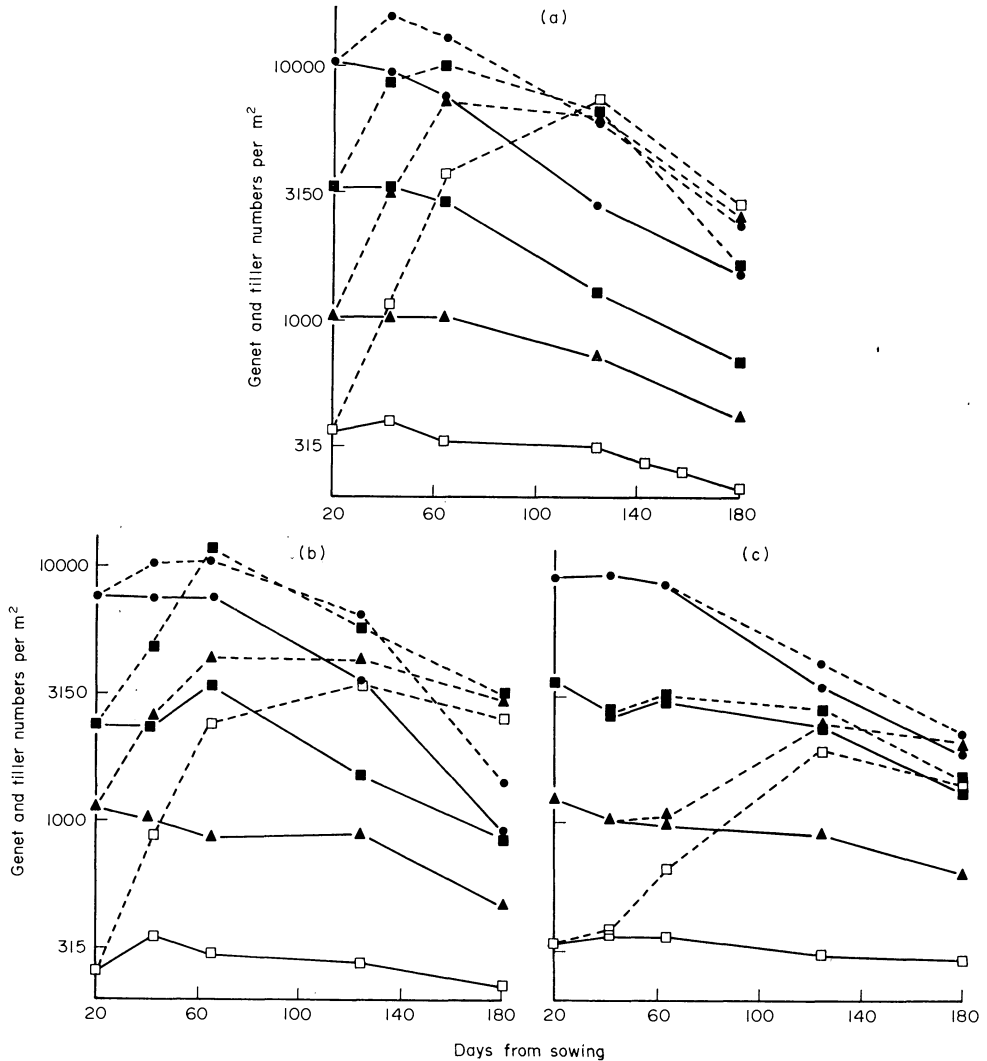 (a)
10000
3150
1000
315
Genet and tiller numbers per m²
20 60 100 140 180
(b)
10000
3150
1000
315
Genet and tiller numbers per m²
20 60 100 140 180
(c)
20 60 100 140 180
Days from sowing